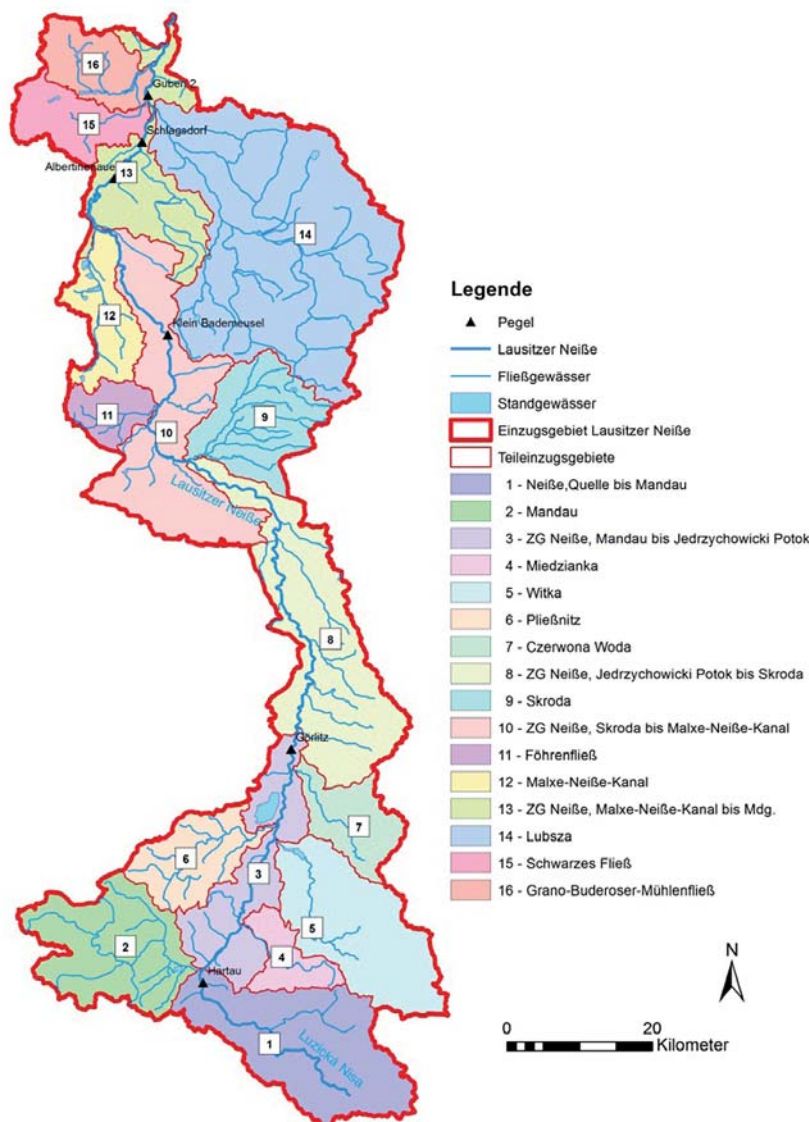 16
Guben 2
15
Schlagsdorf
Albertinenaue
13
14
12
Klein Bademeusel
11
10
9
Lausitzer Neiße
8
Görlitz
7
6
3
5
2
4
Hartau
1
Luzická Nisa
Legende
Pegel
Lausitzer Neiße
Fließgewässer
Standgewässer
Einzugsgebiet Lausitzer Neiße
Teileinzugsgebiete
1 - Neiße,Quelle bis Mandau
2 - Mandau
3 - ZG Neiße, Mandau bis Jedrzychowicki Potok
4 - Miedzianka
5 - Witka
6 - Pließnitz
7 - Czerwona Woda
8 - ZG Neiße, Jedrzychowicki Potok bis Skroda
9 - Skroda
10 - ZG Neiße, Skroda bis Malxe-Neiße-Kanal
11 - Föhrenfließ
12 - Malxe-Neiße-Kanal
13 - ZG Neiße, Malxe-Neiße-Kanal bis Mdg.
14 - Lubsza
15 - Schwarzes Fließ
16 - Grano-Buderoser-Mühlenfließ
N
0 20
Kilometer